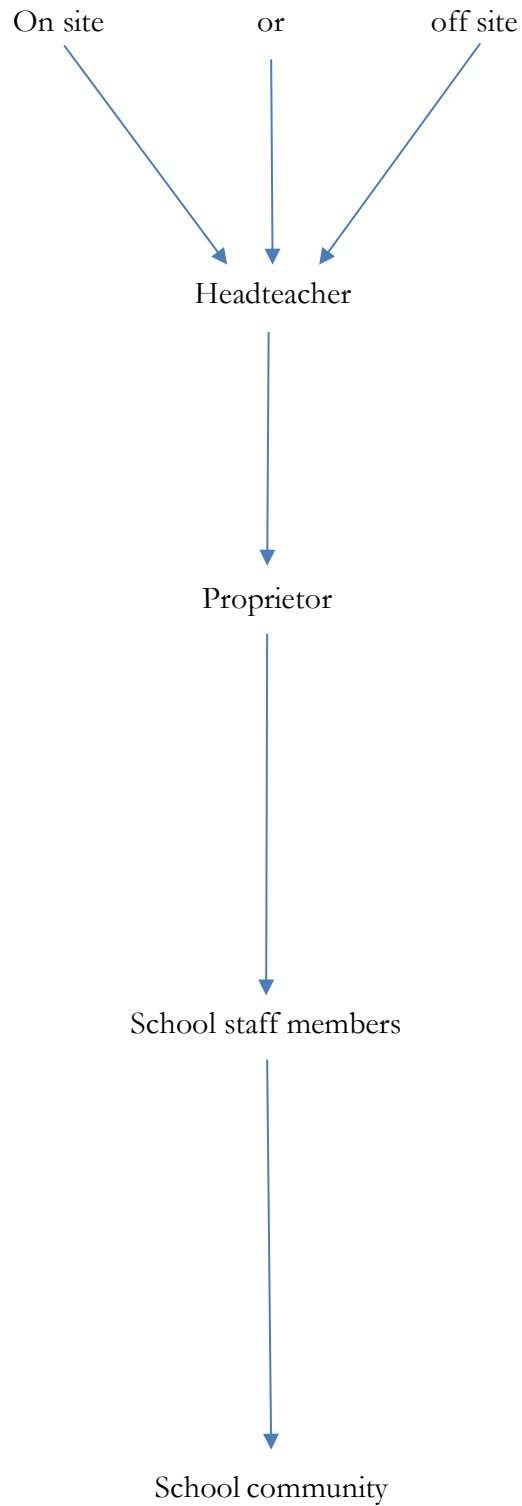 On site or off site
Headteacher
Proprietor
School staff members
School community